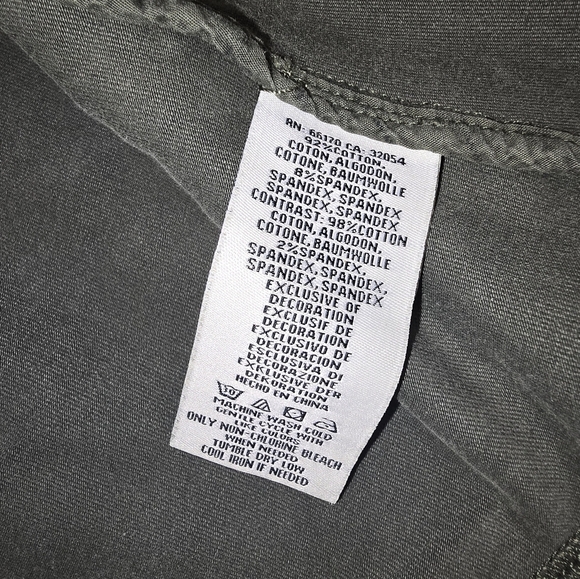 RN: 66170 CA: 32054
92%COTTON,
COTON, ALGODON,
COTONE, BAUMWOLLE
8%SPANDEX,
SPANDEX, SPANDEX
SPANDEX, SPANDEX
CONTRAST: 98%COTTON
COTON, ALGODON,
COTONE, BAUMWOLLE
2%SPANDEX,
SPANDEX, SPANDEX,
SPANDEX, SPANDEX
EXCLUSIVE OF
DECORATION
EXCLUSIF DE
DECORATION
EXCLUSIVO DE
DECORACION
ESCLUSIVA DI
DECORAZIONE
EXKLUSIVE DER
DEKORATION
HECHO EN CHINA
30
MACHINE WASH COLD
GENTLE CYCLE WITH
LIKE COLORS
ONLY NON-CHLORINE BLEACH
WHEN NEEDED
TUMBLE DRY LOW
COOL IRON IF NEEDED